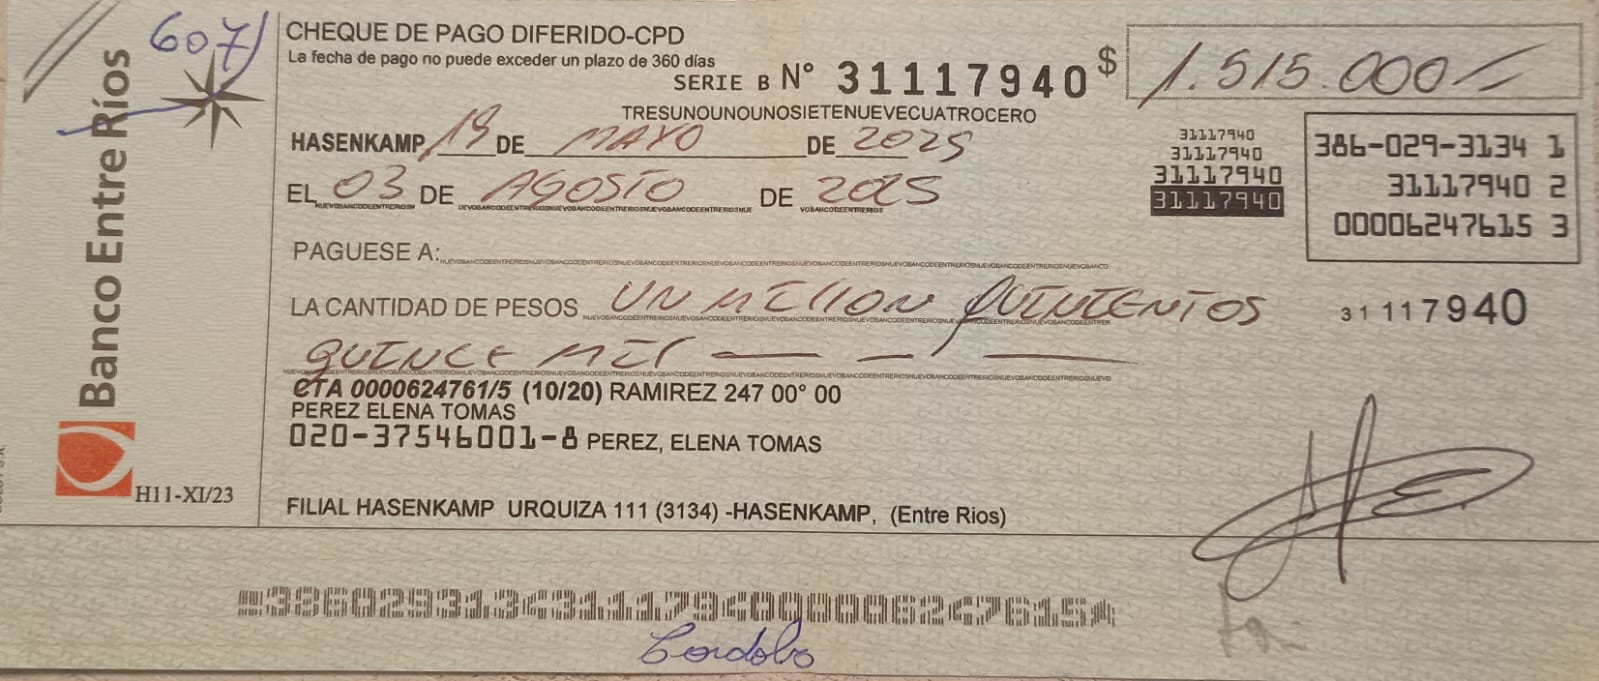 607
Banco Entre Ríos
H11-XI/23
CHEQUE DE PAGO DIFERIDO-CPD
La fecha de pago no puede exceder un plazo de 360 días
SERIE B N° 31117940 $ 1.515.000
TRESUNOUNOUNOSIETENUEVECUATROCERO
HASENKAMP, 19 DE MAYO DE 2025
EL 03 DE AGOSTO DE 2025
31117940
31117940
31117940
31117940
386-029-3134 1
31117940 2
00006247615 3
PAGUESE A:
LA CANTIDAD DE PESOS UN MILLON QUINIENTOS
31117940
QUINCE MIL
CTA 0000624761/5 (10/20) RAMIREZ 247 00° 00
PEREZ ELENA TOMAS
020-37546001-8 PEREZ, ELENA TOMAS
FILIAL HASENKAMP URQUIZA 111 (3134) -HASENKAMP, (Entre Rios)
Cordoba